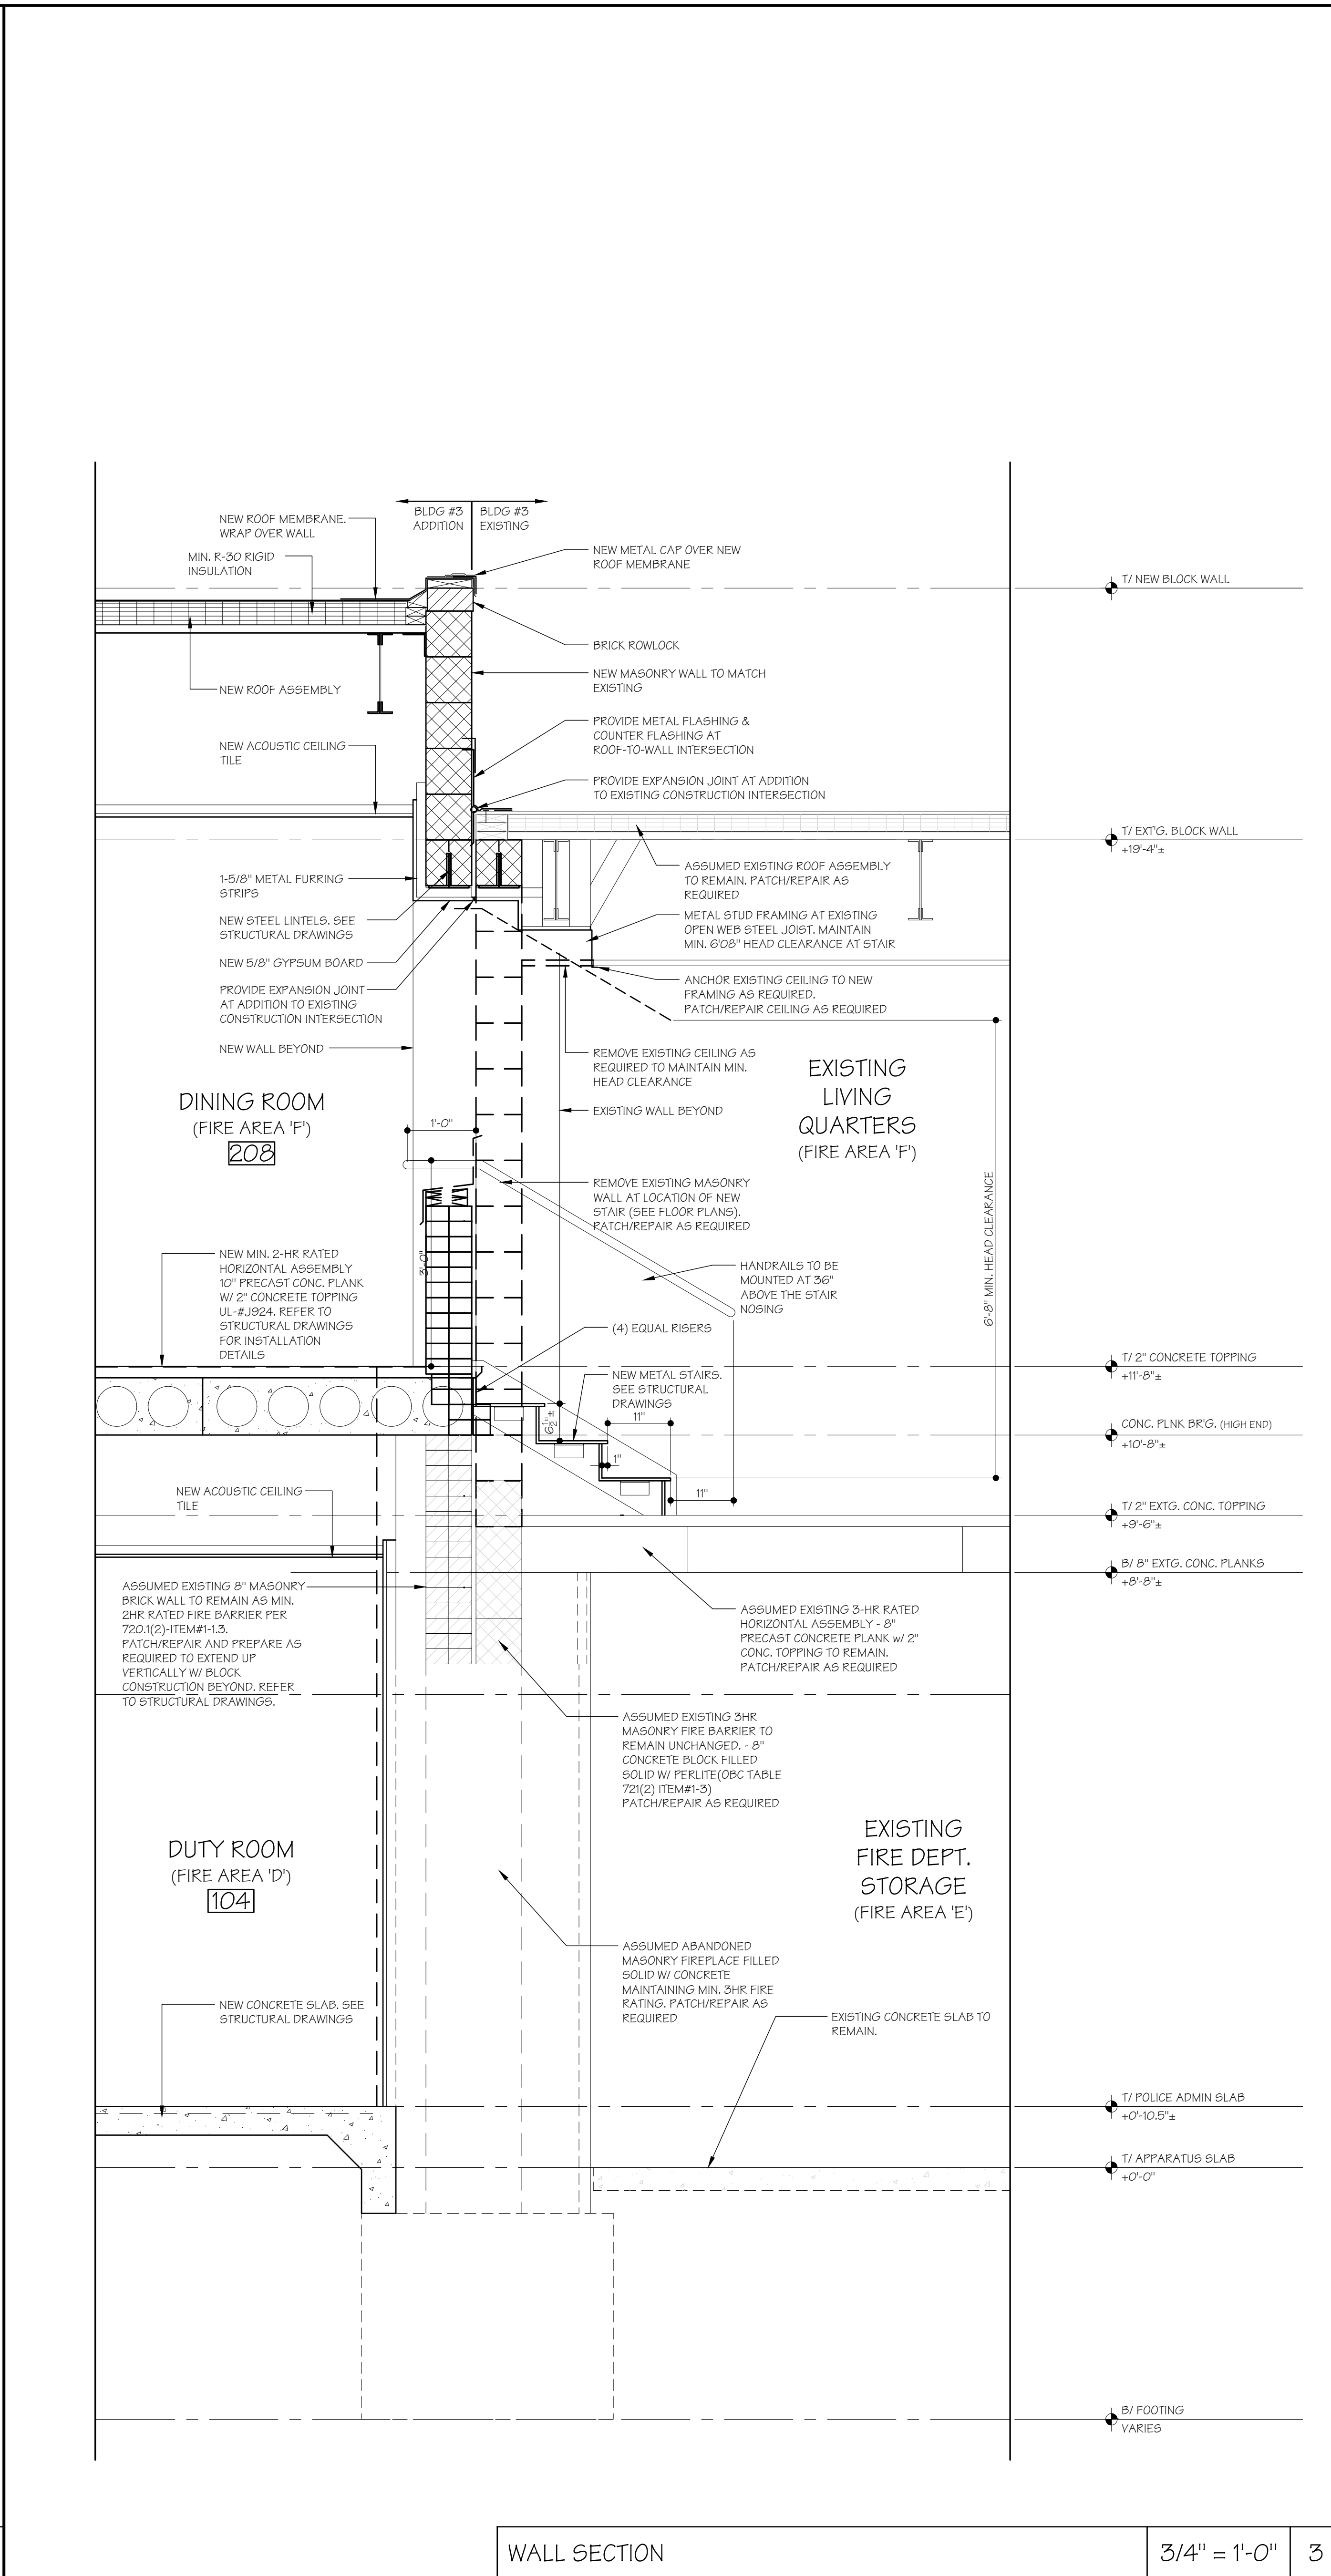 BLDG #3
ADDITION
BLDG #3
EXISTING
NEW ROOF MEMBRANE.
WRAP OVER WALL
MIN. R-30 RIGID
INSULATION
NEW ROOF ASSEMBLY
NEW ACOUSTIC CEILING
TILE
1-5/8" METAL FURRING
STRIPS
NEW STEEL LINTELS. SEE
STRUCTURAL DRAWINGS
NEW 5/8" GYPSUM BOARD
PROVIDE EXPANSION JOINT
AT ADDITION TO EXISTING
CONSTRUCTION INTERSECTION
NEW WALL BEYOND
DINING ROOM
(FIRE AREA 'F')
208
1'-0"
3'-0"
NEW MIN. 2-HR RATED
HORIZONTAL ASSEMBLY
10" PRECAST CONC. PLANK
W/ 2" CONCRETE TOPPING
UL-#J924. REFER TO
STRUCTURAL DRAWINGS
FOR INSTALLATION
DETAILS
NEW ACOUSTIC CEILING
TILE
ASSUMED EXISTING 8" MASONRY
BRICK WALL TO REMAIN AS MIN.
2HR RATED FIRE BARRIER PER
720.1(2)-ITEM#1-1.3.
PATCH/REPAIR AND PREPARE AS
REQUIRED TO EXTEND UP
VERTICALLY W/ BLOCK
CONSTRUCTION BEYOND. REFER
TO STRUCTURAL DRAWINGS.
DUTY ROOM
(FIRE AREA 'D')
104
NEW CONCRETE SLAB. SEE
STRUCTURAL DRAWINGS
NEW METAL CAP OVER NEW
ROOF MEMBRANE
BRICK ROWLOCK
NEW MASONRY WALL TO MATCH
EXISTING
PROVIDE METAL FLASHING &
COUNTER FLASHING AT
ROOF-TO-WALL INTERSECTION
PROVIDE EXPANSION JOINT AT ADDITION
TO EXISTING CONSTRUCTION INTERSECTION
ASSUMED EXISTING ROOF ASSEMBLY
TO REMAIN. PATCH/REPAIR AS
REQUIRED
METAL STUD FRAMING AT EXISTING
OPEN WEB STEEL JOIST. MAINTAIN
MIN. 6'08" HEAD CLEARANCE AT STAIR
ANCHOR EXISTING CEILING TO NEW
FRAMING AS REQUIRED.
PATCH/REPAIR CEILING AS REQUIRED
REMOVE EXISTING CEILING AS
REQUIRED TO MAINTAIN MIN.
HEAD CLEARANCE
EXISTING WALL BEYOND
EXISTING
LIVING
QUARTERS
(FIRE AREA 'F')
REMOVE EXISTING MASONRY
WALL AT LOCATION OF NEW
STAIR (SEE FLOOR PLANS).
PATCH/REPAIR AS REQUIRED
HANDRAILS TO BE
MOUNTED AT 36"
ABOVE THE STAIR
NOSING
6'-8" MIN. HEAD CLEARANCE
(4) EQUAL RISERS
NEW METAL STAIRS.
SEE STRUCTURAL
DRAWINGS
6 1/2"±
11"
1"
11"
ASSUMED EXISTING 3-HR RATED
HORIZONTAL ASSEMBLY - 8"
PRECAST CONCRETE PLANK w/ 2"
CONC. TOPPING TO REMAIN.
PATCH/REPAIR AS REQUIRED
ASSUMED EXISTING 3HR
MASONRY FIRE BARRIER TO
REMAIN UNCHANGED. - 8"
CONCRETE BLOCK FILLED
SOLID W/ PERLITE(OBC TABLE
721(2) ITEM#1-3)
PATCH/REPAIR AS REQUIRED
EXISTING
FIRE DEPT.
STORAGE
(FIRE AREA 'E')
ASSUMED ABANDONED
MASONRY FIREPLACE FILLED
SOLID W/ CONCRETE
MAINTAINING MIN. 3HR FIRE
RATING. PATCH/REPAIR AS
REQUIRED
EXISTING CONCRETE SLAB TO
REMAIN.
T/ NEW BLOCK WALL
T/ EXT'G. BLOCK WALL
+19'-4"±
T/ 2" CONCRETE TOPPING
+11'-8"±
CONC. PLNK BR'G. (HIGH END)
+10'-8"±
T/ 2" EXTG. CONC. TOPPING
+9'-6"±
B/ 8" EXTG. CONC. PLANKS
+8'-8"±
T/ POLICE ADMIN SLAB
+0'-10.5"±
T/ APPARATUS SLAB
+0'-0"
B/ FOOTING
VARIES
WALL SECTION
3/4" = 1'-0"
3